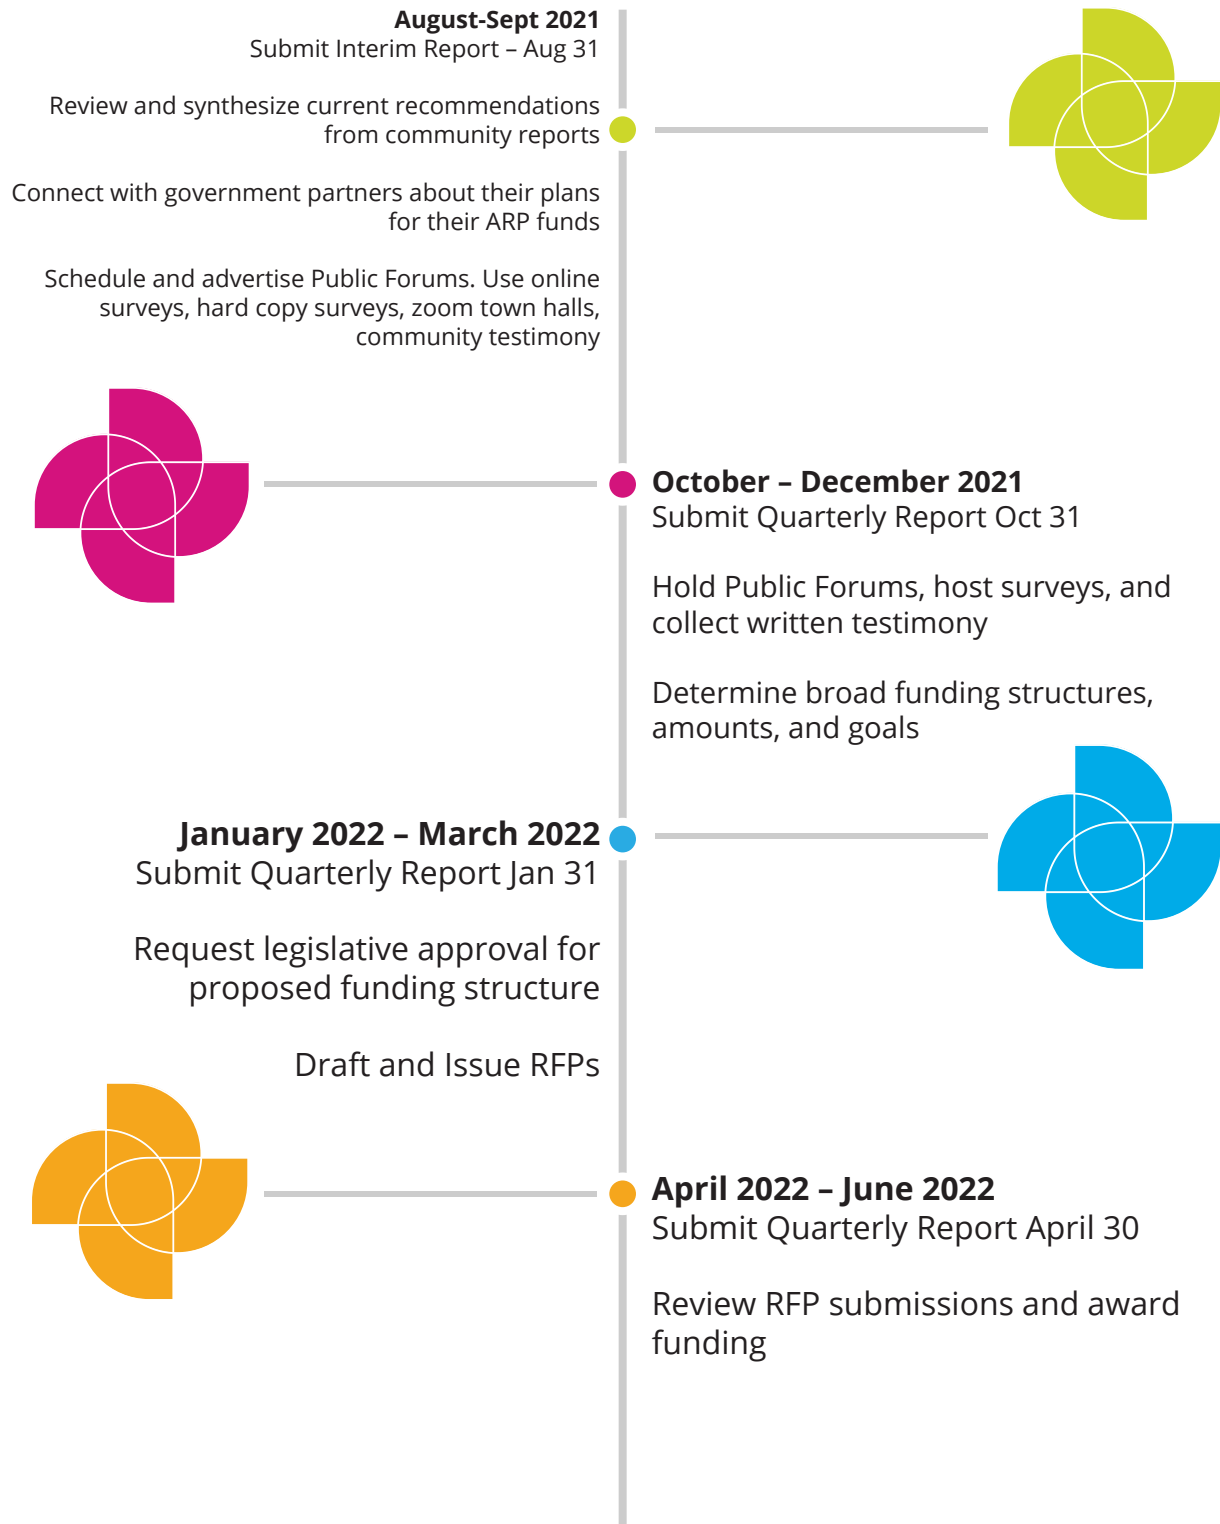 August-Sept 2021
Submit Interim Report – Aug 31
Review and synthesize current recommendations
from community reports
Connect with government partners about their plans
for their ARP funds
Schedule and advertise Public Forums. Use online
surveys, hard copy surveys, zoom town halls,
community testimony
October – December 2021
Submit Quarterly Report Oct 31
Hold Public Forums, host surveys, and
collect written testimony
Determine broad funding structures,
amounts, and goals
January 2022 – March 2022
Submit Quarterly Report Jan 31
Request legislative approval for
proposed funding structure
Draft and Issue RFPs
April 2022 – June 2022
Submit Quarterly Report April 30
Review RFP submissions and award
funding